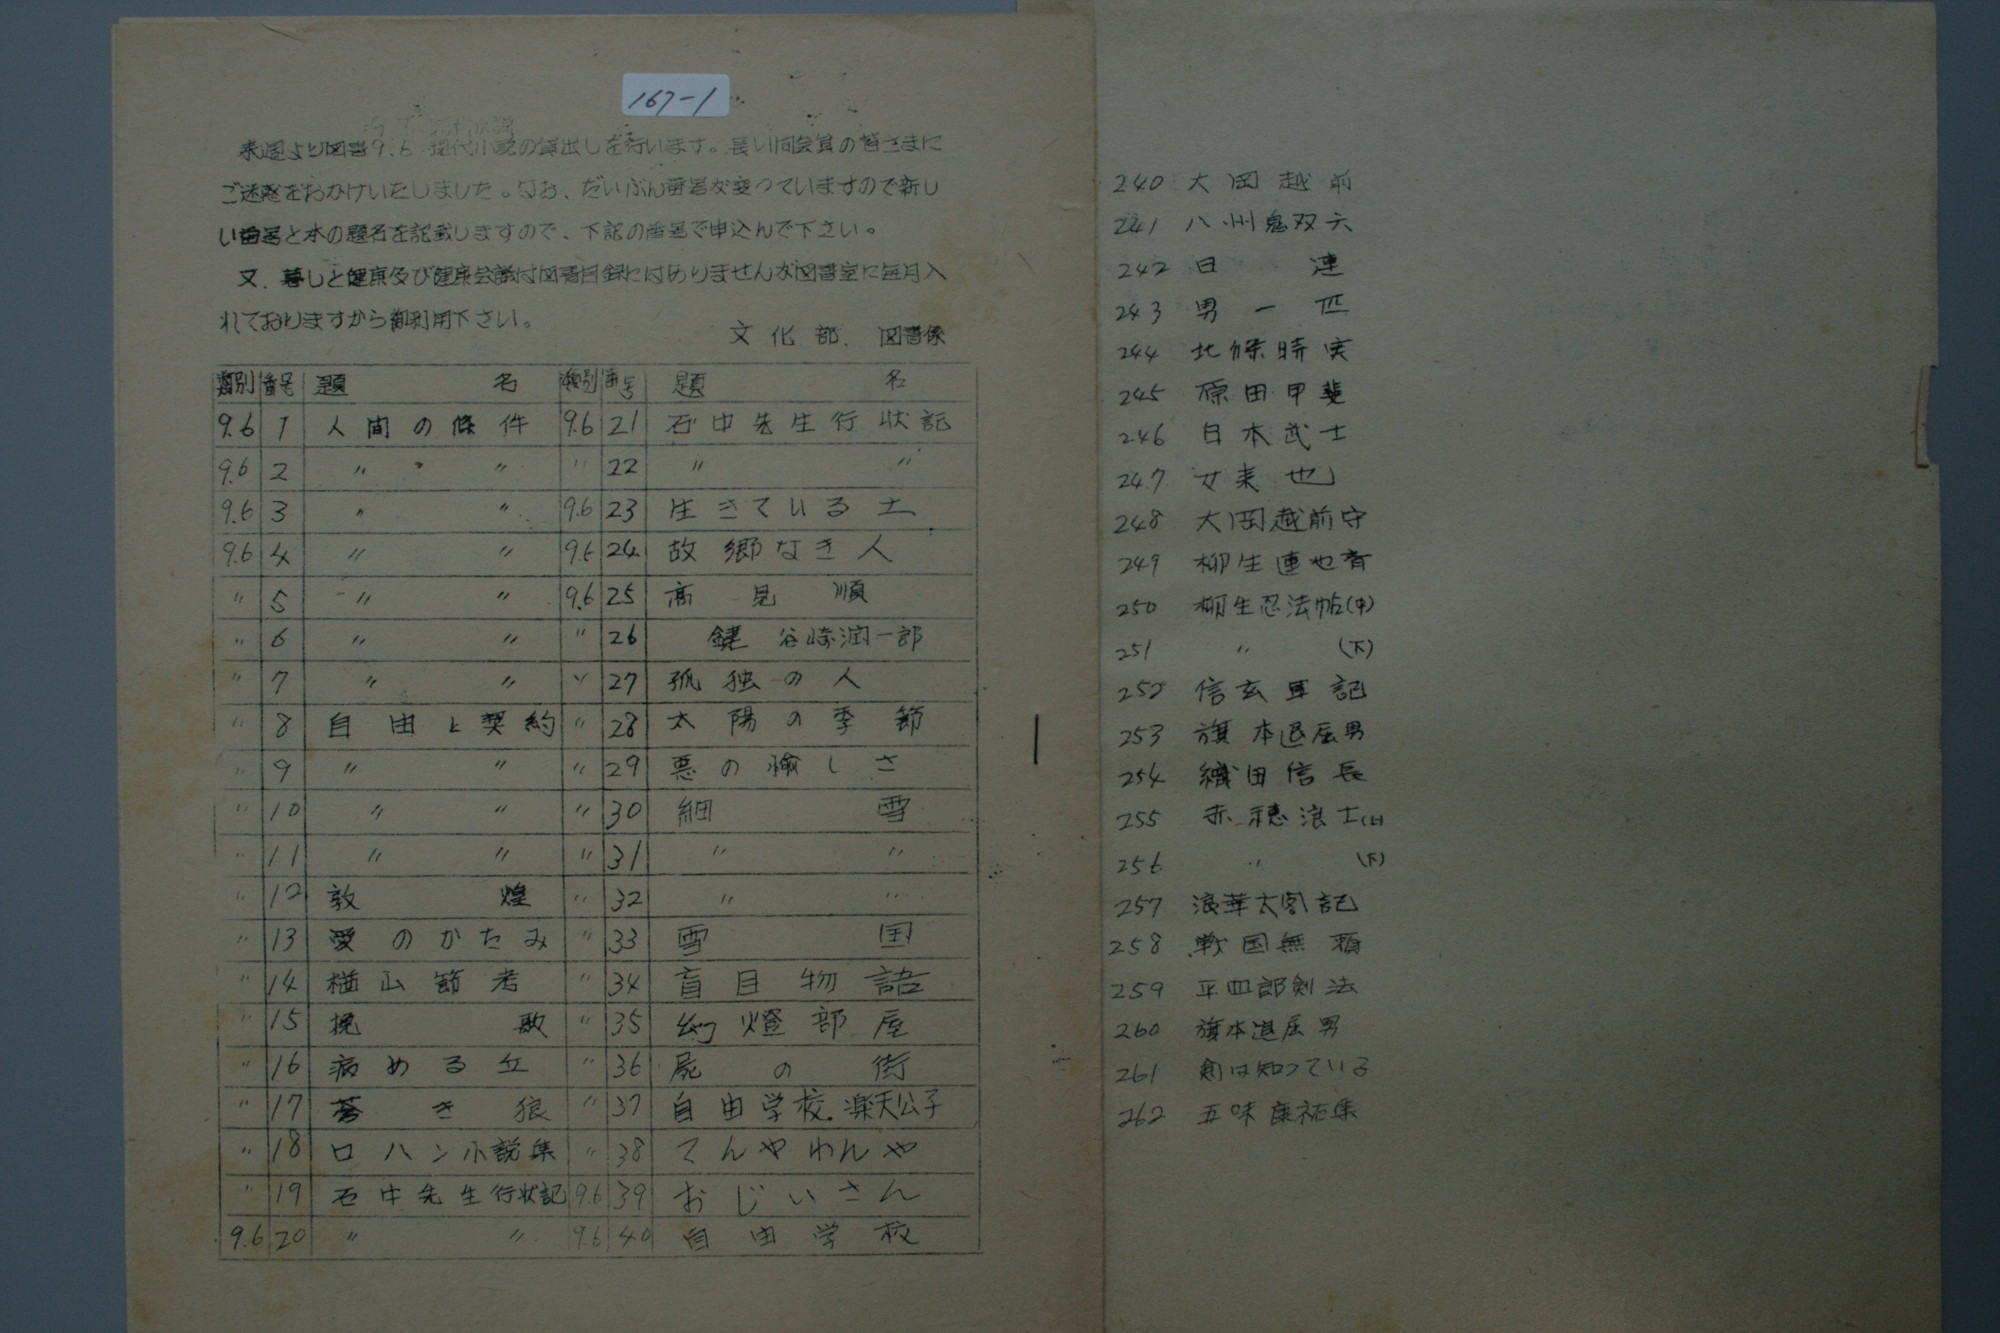 167-1
来週より図書9.6 現代小説の貸出しを行います。長い間会員の皆さまに
ご迷惑をおかけいたしました。なお、だいぶん番号が変っていますので新し
い番号と本の題名を記載しますので、下記の番号で申込んで下さい。
又、暮しと健康及び健康会議は図書目録にはありませんが図書室に毎月入
れておりますから御利用下さい。
文化部. 図書係
類別 番号 題名 類別 番号 題名
9.6 1 人間の條件 9.6 21 石中先生行状記
9.6 2 〃 〃 〃 22 〃 〃
9.6 3 〃 〃 9.6 23 生きている土
9.6 4 〃 〃 9.6 24 故郷なき人
〃 5 〃 〃 9.6 25 高見順
〃 6 〃 〃 〃 26 鍵 谷崎潤一郎
〃 7 〃 〃 〃 27 孤独の人
〃 8 自由と契約 〃 28 太陽の季節
〃 9 〃 〃 〃 29 悪の愉しさ
〃 10 〃 〃 〃 30 細雪
〃 11 〃 〃 〃 31 〃 〃
〃 12 敦煌 〃 32 〃 〃
〃 13 愛のかたみ 〃 33 雪国
〃 14 楢山節考 〃 34 盲目物語
〃 15 挽歌 〃 35 幻燈部屋
〃 16 病める丘 〃 36 屍の街
〃 17 蒼き狼 〃 37 自由学校.楽天公子
〃 18 ロハン小説集 〃 38 てんやわんや
〃 19 石中先生行状記 9.6 39 おじいさん
9.6 20 〃 〃 9.6 40 自由学校
240 大岡越前
241 八州鬼双六
242 日連
243 男一匹
244 北條時実
245 原田甲斐
246 日本武士
247 女来也
248 大岡越前守
249 柳生連也斉
250 柳生忍法帖(中)
251 〃 (下)
252 信玄軍記
253 旗本退屈男
254 織田信長
255 赤穂浪士(上)
256 〃 (下)
257 浪華太閤記
258 戦国無頼
259 平四郎剣法
260 旗本退屈男
261 剣は知っている
262 五味康祐集